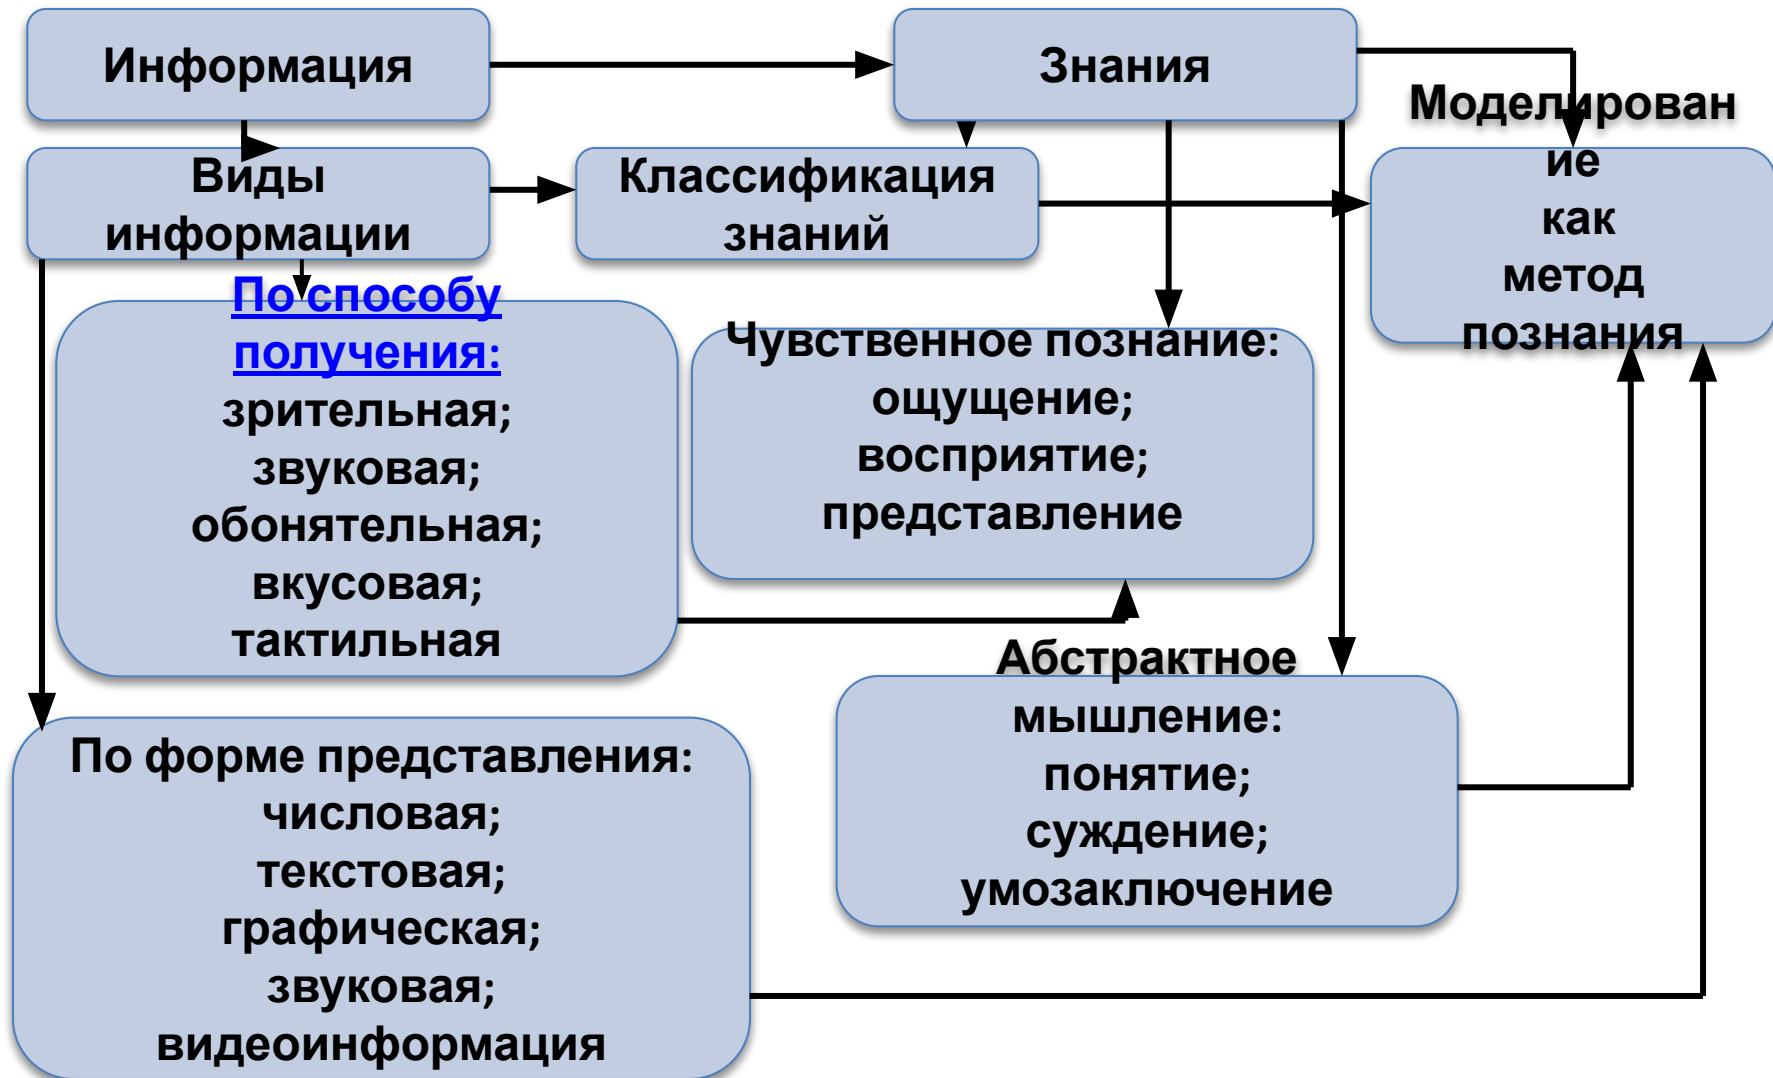 Информация
Знания
Моделирован
ие
как
метод
познания
Виды
информации
Классификация
знаний
По способу
получения:
зрительная;
звуковая;
обонятельная;
вкусовая;
тактильная
Чувственное познание:
ощущение;
восприятие;
представление
Абстрактное
мышление:
понятие;
суждение;
умозаключение
По форме представления:
числовая;
текстовая;
графическая;
звуковая;
видеоинформация